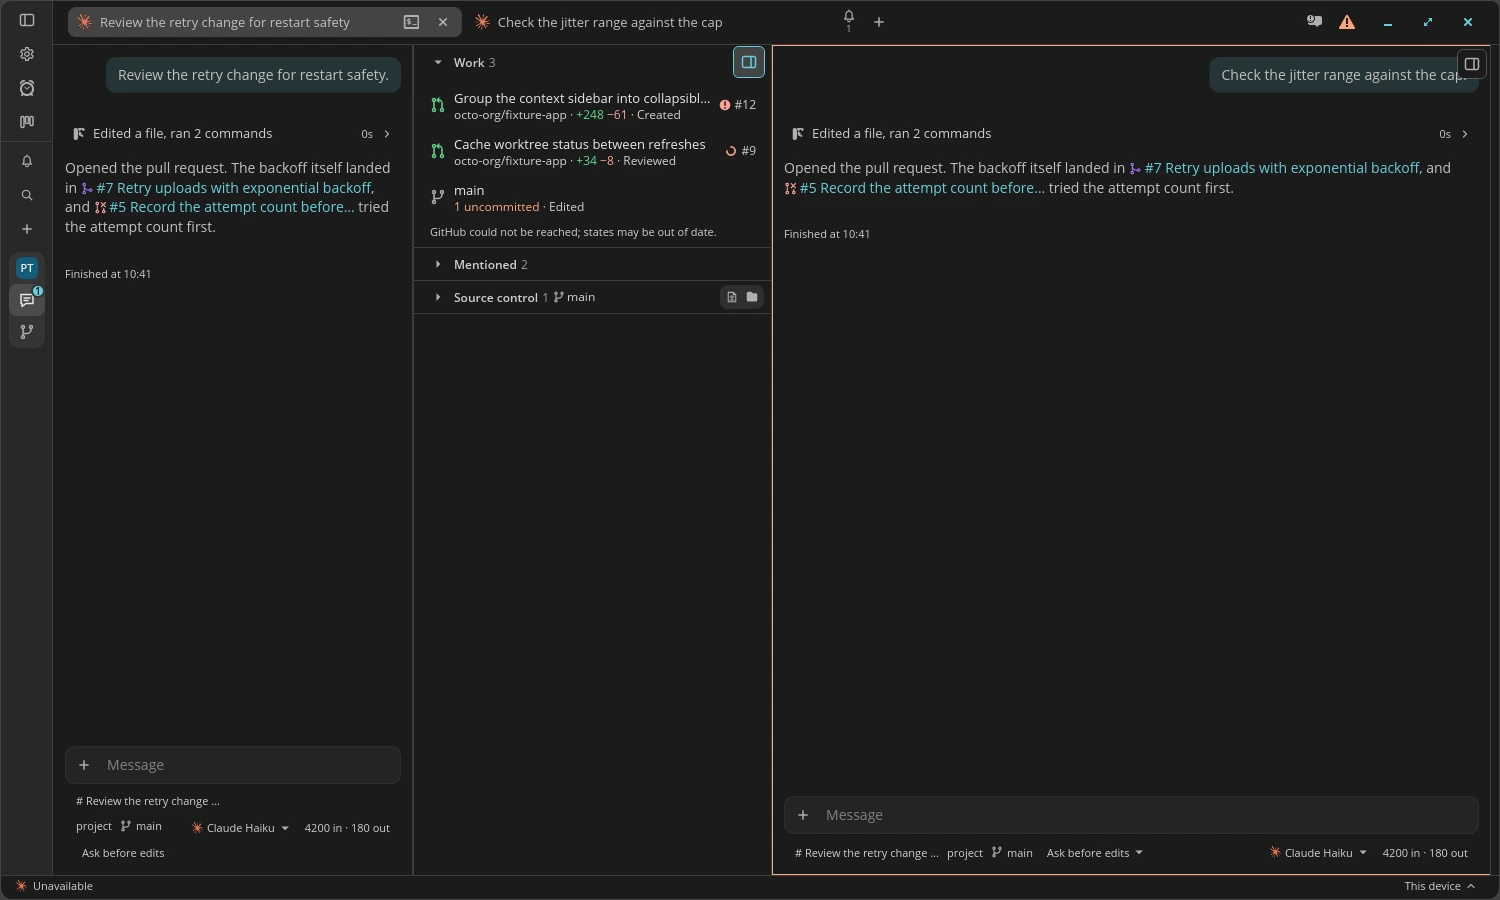 Review the retry change for restart safety
Check the jitter range against the cap
1
PT
1
Review the retry change for restart safety.
Edited a file, ran 2 commands
0s
Opened the pull request. The backoff itself landed
in #7 Retry uploads with exponential backoff,
and #5 Record the attempt count before... tried
the attempt count first.
Finished at 10:41
Message
# Review the retry change ...
project main
Claude Haiku
4200 in · 180 out
Ask before edits
Work 3
Group the context sidebar into collapsibl...
#12
octo-org/fixture-app · +248 −61 · Created
Cache worktree status between refreshes
#9
octo-org/fixture-app · +34 −8 · Reviewed
main
1 uncommitted · Edited
GitHub could not be reached; states may be out of date.
Mentioned 2
Source control 1 main
Check the jitter range against the cap.
Edited a file, ran 2 commands
0s
Opened the pull request. The backoff itself landed in #7 Retry uploads with exponential backoff, and
#5 Record the attempt count before... tried the attempt count first.
Finished at 10:41
Message
# Review the retry change ... project main Ask before edits
Claude Haiku
4200 in · 180 out
Unavailable
This device